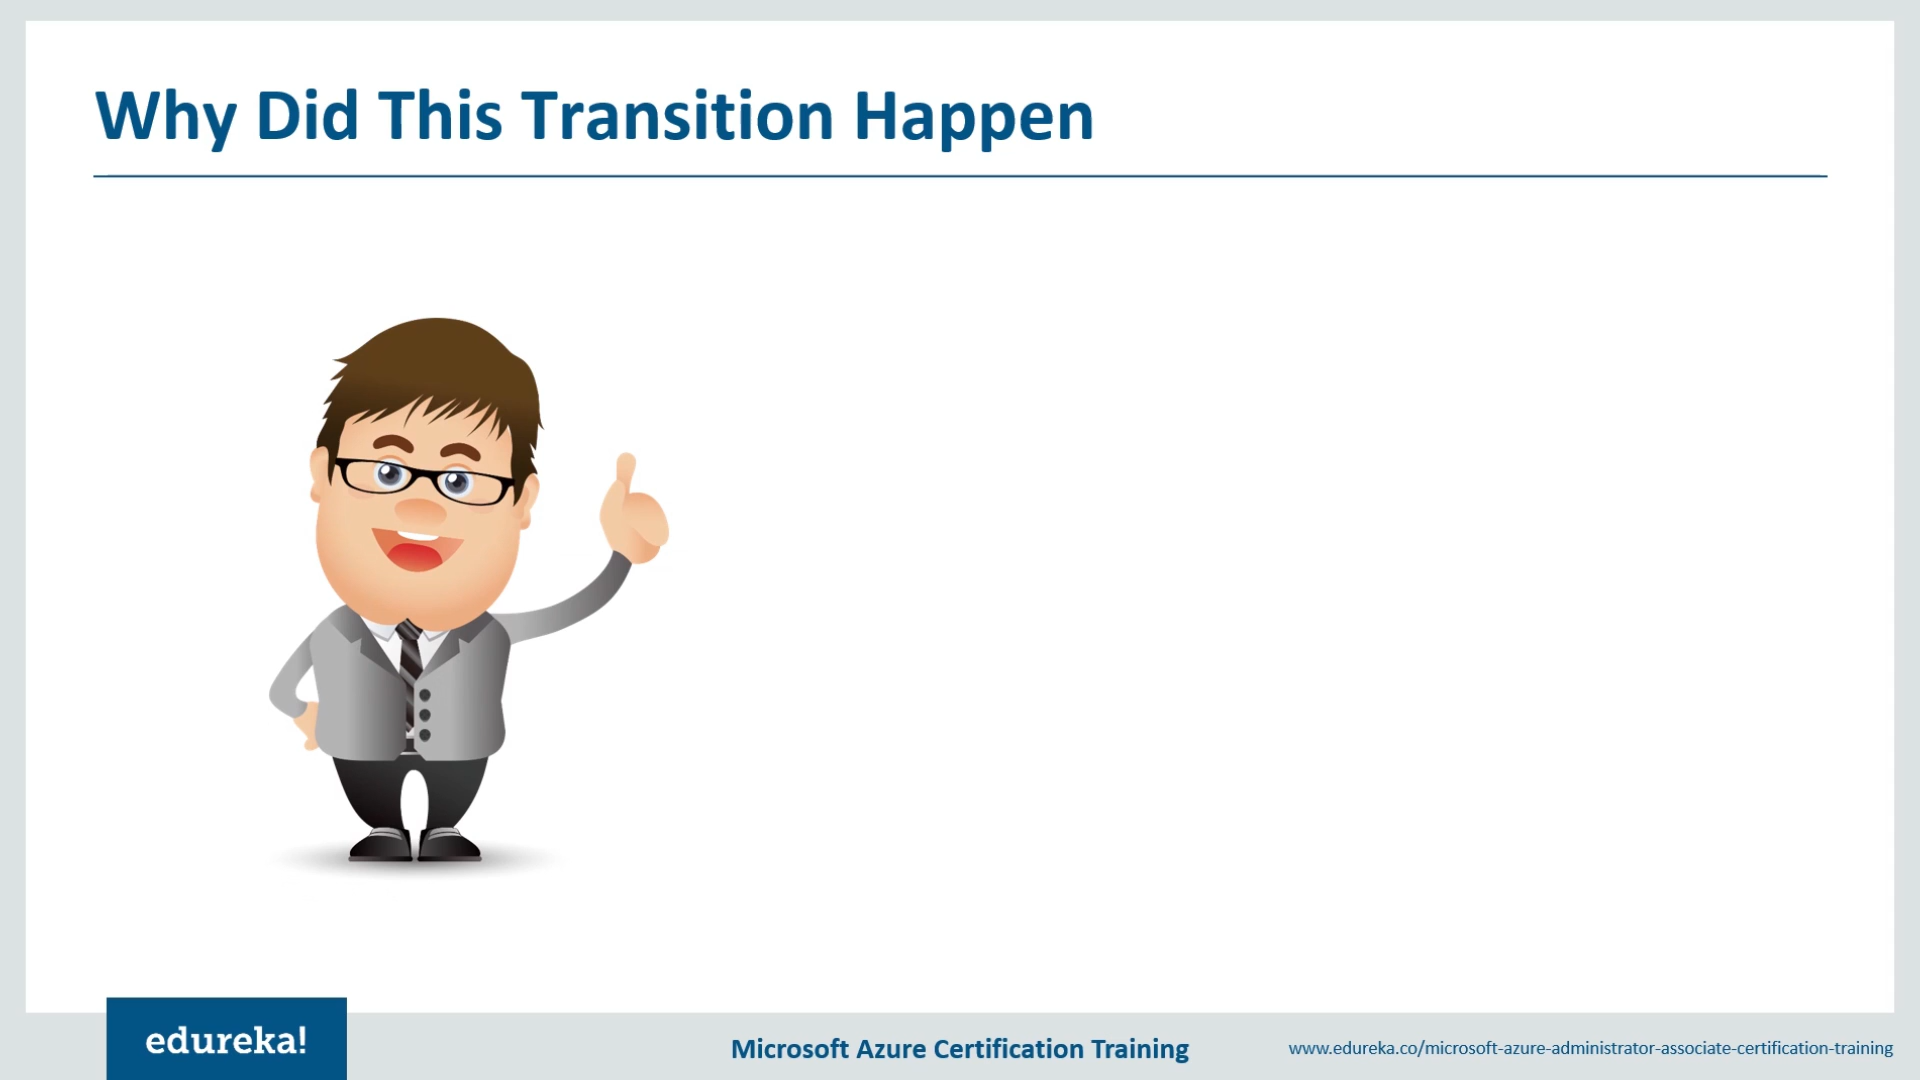 Why Did This Transition Happen
edureka!
Microsoft Azure Certification Training
www.edureka.co/microsoft-azure-administrator-associate-certification-training